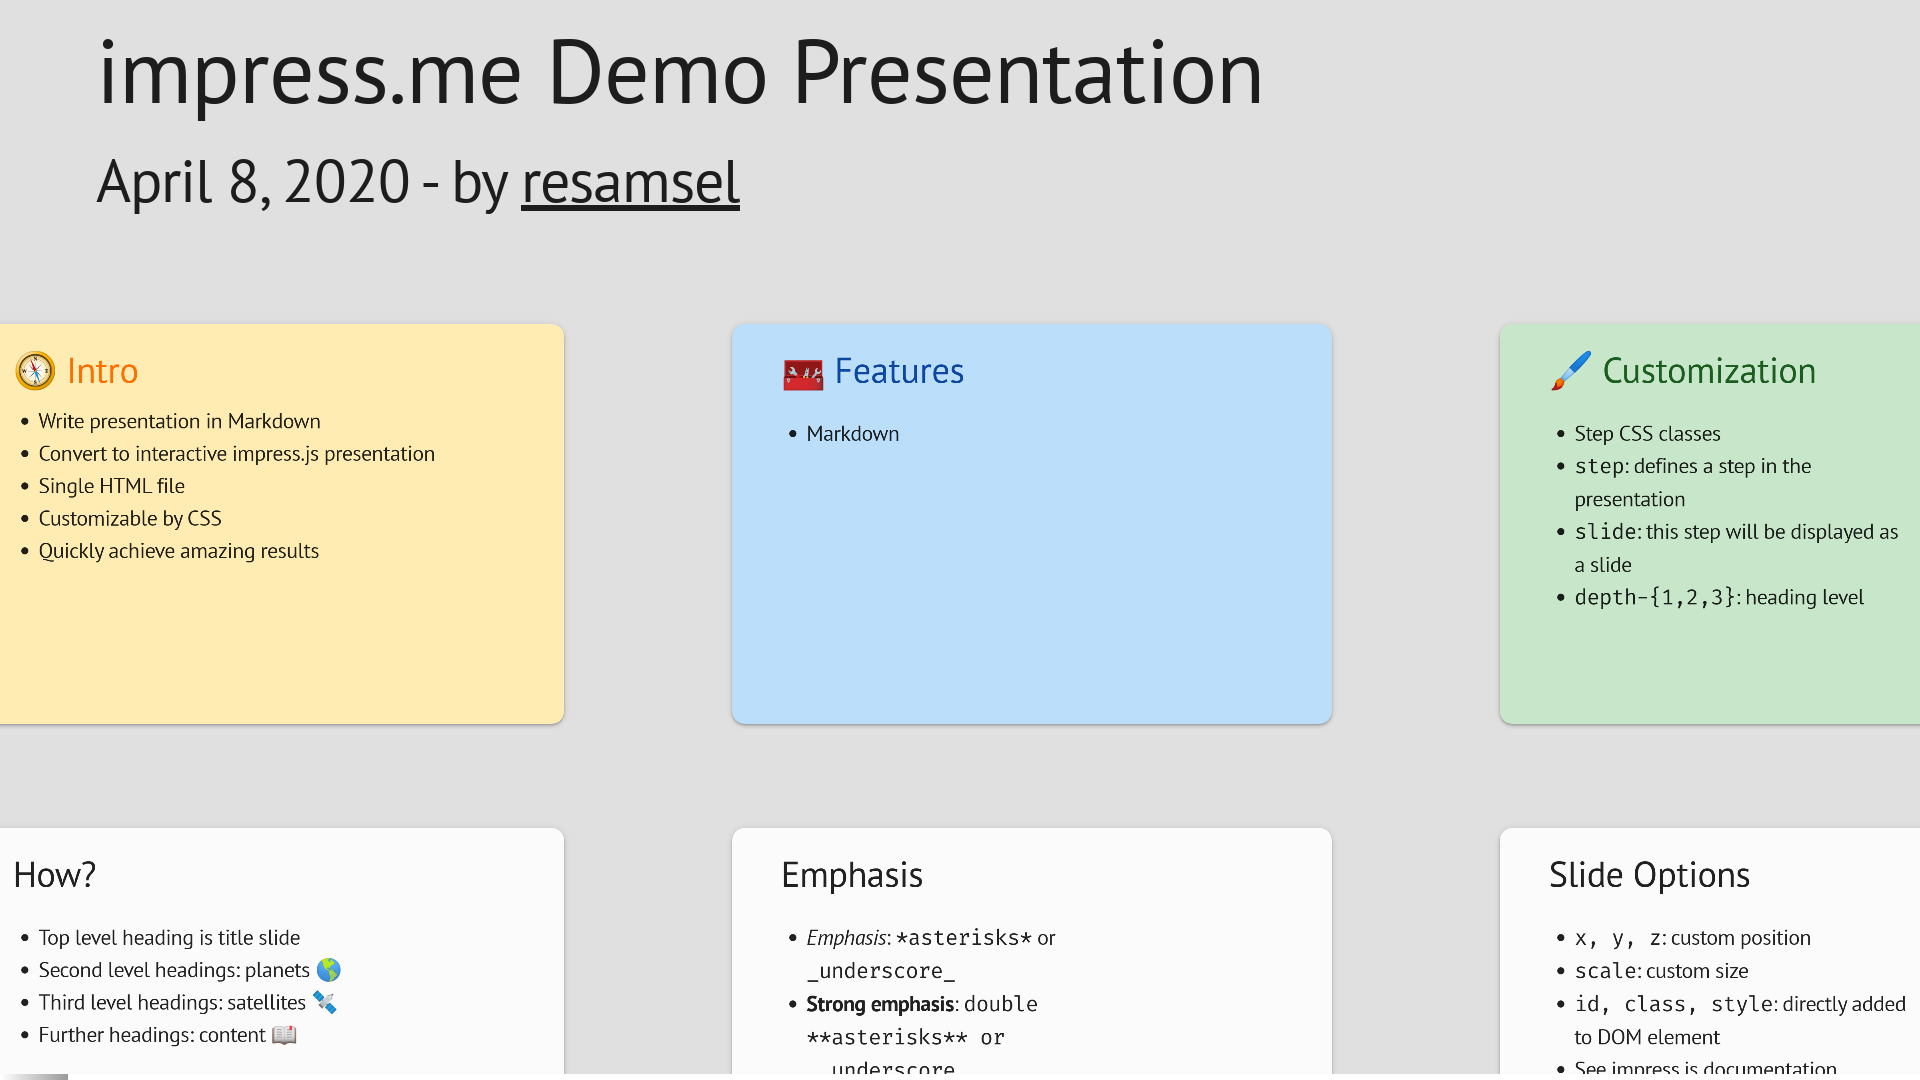 impress.me Demo Presentation
April 8, 2020 - by resamsel
Intro
Write presentation in Markdown
Convert to interactive impress.js presentation
Single HTML file
Customizable by CSS
Quickly achieve amazing results
Features
Markdown
Customization
Step CSS classes
step: defines a step in the
presentation
slide: this step will be displayed as
a slide
depth-{1,2,3}: heading level
How?
Top level heading is title slide
Second level headings: planets 🌎
Third level headings: satellites 🛰
Further headings: content 📖
Emphasis
Emphasis: *asterisks* or
_underscore_
Strong emphasis: double
**asterisks** or
__underscore__
Slide Options
x, y, z: custom position
scale: custom size
id, class, style: directly added
to DOM element
See impress.js documentation